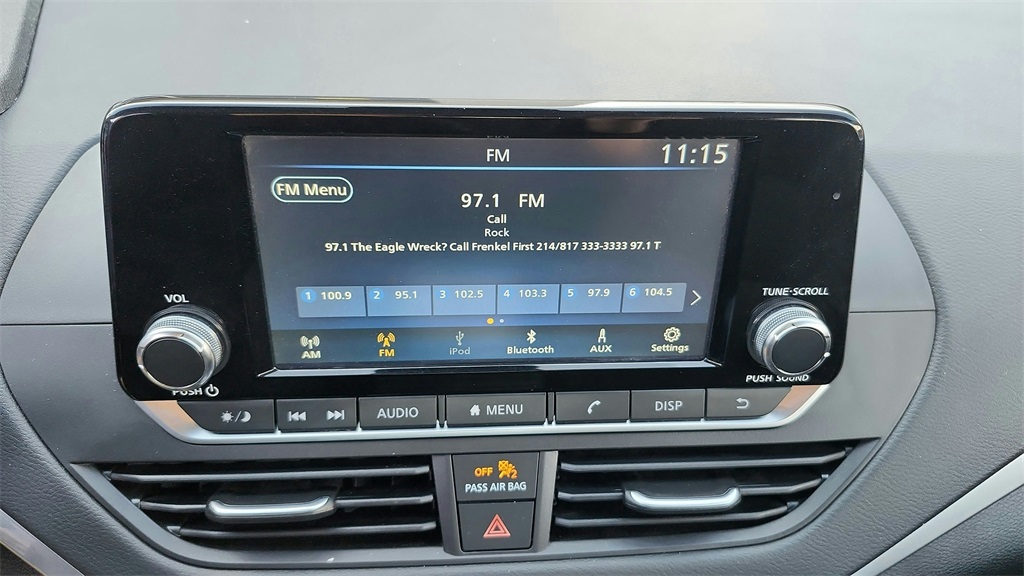 FM 11:15
FM Menu
97.1 FM
Call
Rock
97.1 The Eagle Wreck? Call Frenkel First 214/817 333-3333 97.1 T
1 100.9 2 95.1 3 102.5 4 103.3 5 97.9 6 104.5
AM FM iPod Bluetooth AUX Settings
VOL
PUSH
TUNE·SCROLL
PUSH SOUND
AUDIO MENU DISP
OFF 2
PASS AIR BAG